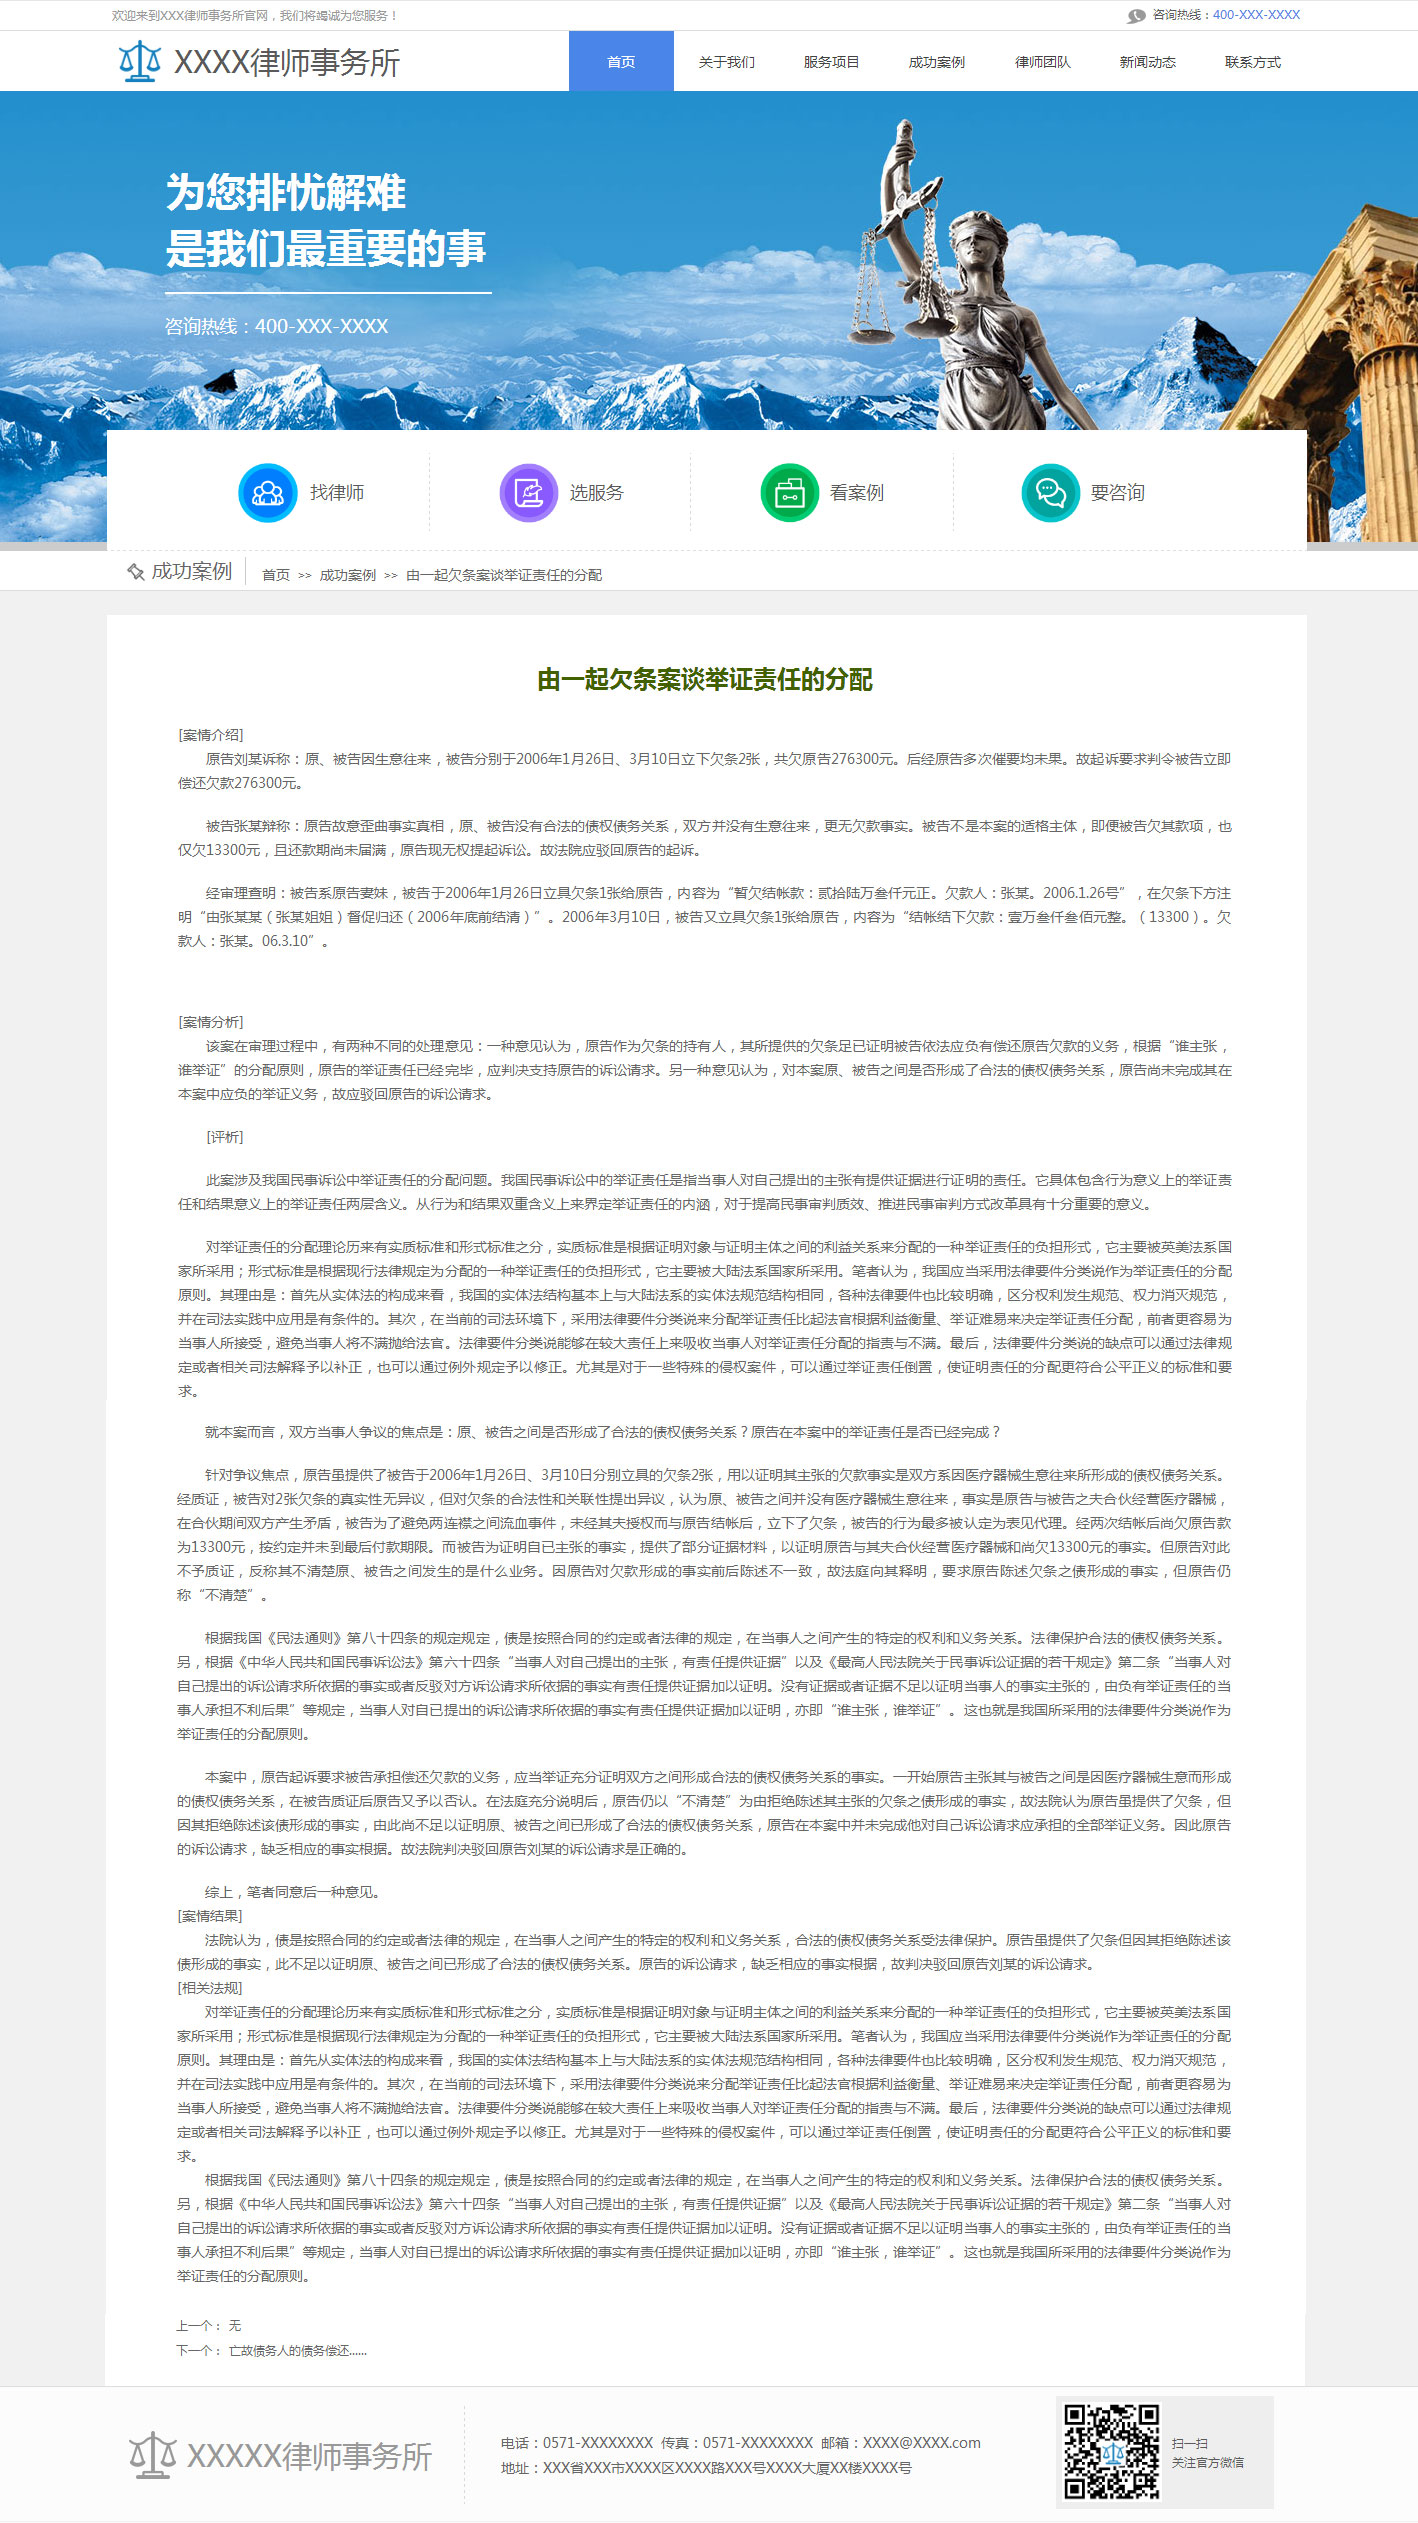 欢迎来到XXX律师事务所官网，我们将竭诚为您服务！
咨询热线：400-XXX-XXXX
XXXX律师事务所
首页 关于我们 服务项目 成功案例 律师团队 新闻动态 联系方式
为您排忧解难
是我们最重要的事
咨询热线：400-XXX-XXXX
找律师 选服务 看案例 要咨询
成功案例 首页 >> 成功案例 >> 由一起欠条案谈举证责任的分配
由一起欠条案谈举证责任的分配
[案情介绍]
原告刘某诉称：原、被告因生意往来，被告分别于2006年1月26日、3月10日立下欠条2张，共欠原告276300元。后经原告多次催要均未果。故起诉要求判令被告立即
偿还欠款276300元。
被告张某辩称：原告故意歪曲事实真相，原、被告没有合法的债权债务关系，双方并没有生意往来，更无欠款事实。被告不是本案的适格主体，即便被告欠其款项，也
仅欠13300元，且还款期尚未届满，原告现无权提起诉讼。故法院应驳回原告的起诉。
经审理查明：被告系原告妻妹，被告于2006年1月26日立具欠条1张给原告，内容为“暂欠结帐款：贰拾陆万叁仟元正。欠款人：张某。2006.1.26号”，在欠条下方注
明“由张某某（张某姐姐）督促归还（2006年底前结清）”。2006年3月10日，被告又立具欠条1张给原告，内容为“结帐结下欠款：壹万叁仟叁佰元整。（13300）。欠
款人：张某。06.3.10”。
[案情分析]
该案在审理过程中，有两种不同的处理意见：一种意见认为，原告作为欠条的持有人，其所提供的欠条足已证明被告依法应负有偿还原告欠款的义务，根据“谁主张，
谁举证”的分配原则，原告的举证责任已经完毕，应判决支持原告的诉讼请求。另一种意见认为，对本案原、被告之间是否形成了合法的债权债务关系，原告尚未完成其在
本案中应负的举证义务，故应驳回原告的诉讼请求。
[评析]
此案涉及我国民事诉讼中举证责任的分配问题。我国民事诉讼中的举证责任是指当事人对自己提出的主张有提供证据进行证明的责任。它具体包含行为意义上的举证责
任和结果意义上的举证责任两层含义。从行为和结果双重含义上来界定举证责任的内涵，对于提高民事审判质效、推进民事审判方式改革具有十分重要的意义。
对举证责任的分配理论历来有实质标准和形式标准之分，实质标准是根据证明对象与证明主体之间的利益关系来分配的一种举证责任的负担形式，它主要被英美法系国
家所采用；形式标准是根据现行法律规定为分配的一种举证责任的负担形式，它主要被大陆法系国家所采用。笔者认为，我国应当采用法律要件分类说作为举证责任的分配
原则。其理由是：首先从实体法的构成来看，我国的实体法结构基本上与大陆法系的实体法规范结构相同，各种法律要件也比较明确，区分权利发生规范、权力消灭规范，
并在司法实践中应用是有条件的。其次，在当前的司法环境下，采用法律要件分类说来分配举证责任比起法官根据利益衡量、举证难易来决定举证责任分配，前者更容易为
当事人所接受，避免当事人将不满抛给法官。法律要件分类说能够在较大责任上来吸收当事人对举证责任分配的指责与不满。最后，法律要件分类说的缺点可以通过法律规
定或者相关司法解释予以补正，也可以通过例外规定予以修正。尤其是对于一些特殊的侵权案件，可以通过举证责任倒置，使证明责任的分配更符合公平正义的标准和要
求。
就本案而言，双方当事人争议的焦点是：原、被告之间是否形成了合法的债权债务关系？原告在本案中的举证责任是否已经完成？
针对争议焦点，原告虽提供了被告于2006年1月26日、3月10日分别立具的欠条2张，用以证明其主张的欠款事实是双方系因医疗器械生意往来所形成的债权债务关系。
经质证，被告对2张欠条的真实性无异议，但对欠条的合法性和关联性提出异议，认为原、被告之间并没有医疗器械生意往来，事实是原告与被告之夫合伙经营医疗器械，
在合伙期间双方产生矛盾，被告为了避免两连襟之间流血事件，未经其夫授权而与原告结帐后，立下了欠条，被告的行为最多被认定为表见代理。经两次结帐后尚欠原告款
为13300元，按约定并未到最后付款期限。而被告为证明自已主张的事实，提供了部分证据材料，以证明原告与其夫合伙经营医疗器械和尚欠13300元的事实。但原告对此
不予质证，反称其不清楚原、被告之间发生的是什么业务。因原告对欠款形成的事实前后陈述不一致，故法庭向其释明，要求原告陈述欠条之债形成的事实，但原告仍
称“不清楚”。
根据我国《民法通则》第八十四条的规定规定，债是按照合同的约定或者法律的规定，在当事人之间产生的特定的权利和义务关系。法律保护合法的债权债务关系。
另，根据《中华人民共和国民事诉讼法》第六十四条“当事人对自己提出的主张，有责任提供证据”以及《最高人民法院关于民事诉讼证据的若干规定》第二条“当事人对
自己提出的诉讼请求所依据的事实或者反驳对方诉讼请求所依据的事实有责任提供证据加以证明。没有证据或者证据不足以证明当事人的事实主张的，由负有举证责任的当
事人承担不利后果”等规定，当事人对自已提出的诉讼请求所依据的事实有责任提供证据加以证明，亦即“谁主张，谁举证”。这也就是我国所采用的法律要件分类说作为
举证责任的分配原则。
本案中，原告起诉要求被告承担偿还欠款的义务，应当举证充分证明双方之间形成合法的债权债务关系的事实。一开始原告主张其与被告之间是因医疗器械生意而形成
的债权债务关系，在被告质证后原告又予以否认。在法庭充分说明后，原告仍以“不清楚”为由拒绝陈述其主张的欠条之债形成的事实，故法院认为原告虽提供了欠条，但
因其拒绝陈述该债形成的事实，由此尚不足以证明原、被告之间已形成了合法的债权债务关系，原告在本案中并未完成他对自己诉讼请求应承担的全部举证义务。因此原告
的诉讼请求，缺乏相应的事实根据。故法院判决驳回原告刘某的诉讼请求是正确的。
综上，笔者同意后一种意见。
[案情结果]
法院认为，债是按照合同的约定或者法律的规定，在当事人之间产生的特定的权利和义务关系，合法的债权债务关系受法律保护。原告虽提供了欠条但因其拒绝陈述该
债形成的事实，此不足以证明原、被告之间已形成了合法的债权债务关系。原告的诉讼请求，缺乏相应的事实根据，故判决驳回原告刘某的诉讼请求。
[相关法规]
对举证责任的分配理论历来有实质标准和形式标准之分，实质标准是根据证明对象与证明主体之间的利益关系来分配的一种举证责任的负担形式，它主要被英美法系国
家所采用；形式标准是根据现行法律规定为分配的一种举证责任的负担形式，它主要被大陆法系国家所采用。笔者认为，我国应当采用法律要件分类说作为举证责任的分配
原则。其理由是：首先从实体法的构成来看，我国的实体法结构基本上与大陆法系的实体法规范结构相同，各种法律要件也比较明确，区分权利发生规范、权力消灭规范，
并在司法实践中应用是有条件的。其次，在当前的司法环境下，采用法律要件分类说来分配举证责任比起法官根据利益衡量、举证难易来决定举证责任分配，前者更容易为
当事人所接受，避免当事人将不满抛给法官。法律要件分类说能够在较大责任上来吸收当事人对举证责任分配的指责与不满。最后，法律要件分类说的缺点可以通过法律规
定或者相关司法解释予以补正，也可以通过例外规定予以修正。尤其是对于一些特殊的侵权案件，可以通过举证责任倒置，使证明责任的分配更符合公平正义的标准和要
求。
根据我国《民法通则》第八十四条的规定规定，债是按照合同的约定或者法律的规定，在当事人之间产生的特定的权利和义务关系。法律保护合法的债权债务关系。
另，根据《中华人民共和国民事诉讼法》第六十四条“当事人对自己提出的主张，有责任提供证据”以及《最高人民法院关于民事诉讼证据的若干规定》第二条“当事人对
自己提出的诉讼请求所依据的事实或者反驳对方诉讼请求所依据的事实有责任提供证据加以证明。没有证据或者证据不足以证明当事人的事实主张的，由负有举证责任的当
事人承担不利后果”等规定，当事人对自已提出的诉讼请求所依据的事实有责任提供证据加以证明，亦即“谁主张，谁举证”。这也就是我国所采用的法律要件分类说作为
举证责任的分配原则。
上一个： 无
下一个： 亡故债务人的债务偿还......
XXXXX律师事务所
电话：0571-XXXXXXXX 传真：0571-XXXXXXXX 邮箱：XXXX@XXXX.com
地址：XXX省XXX市XXXX区XXXX路XXX号XXXX大厦XX楼XXXX号
扫一扫
关注官方微信